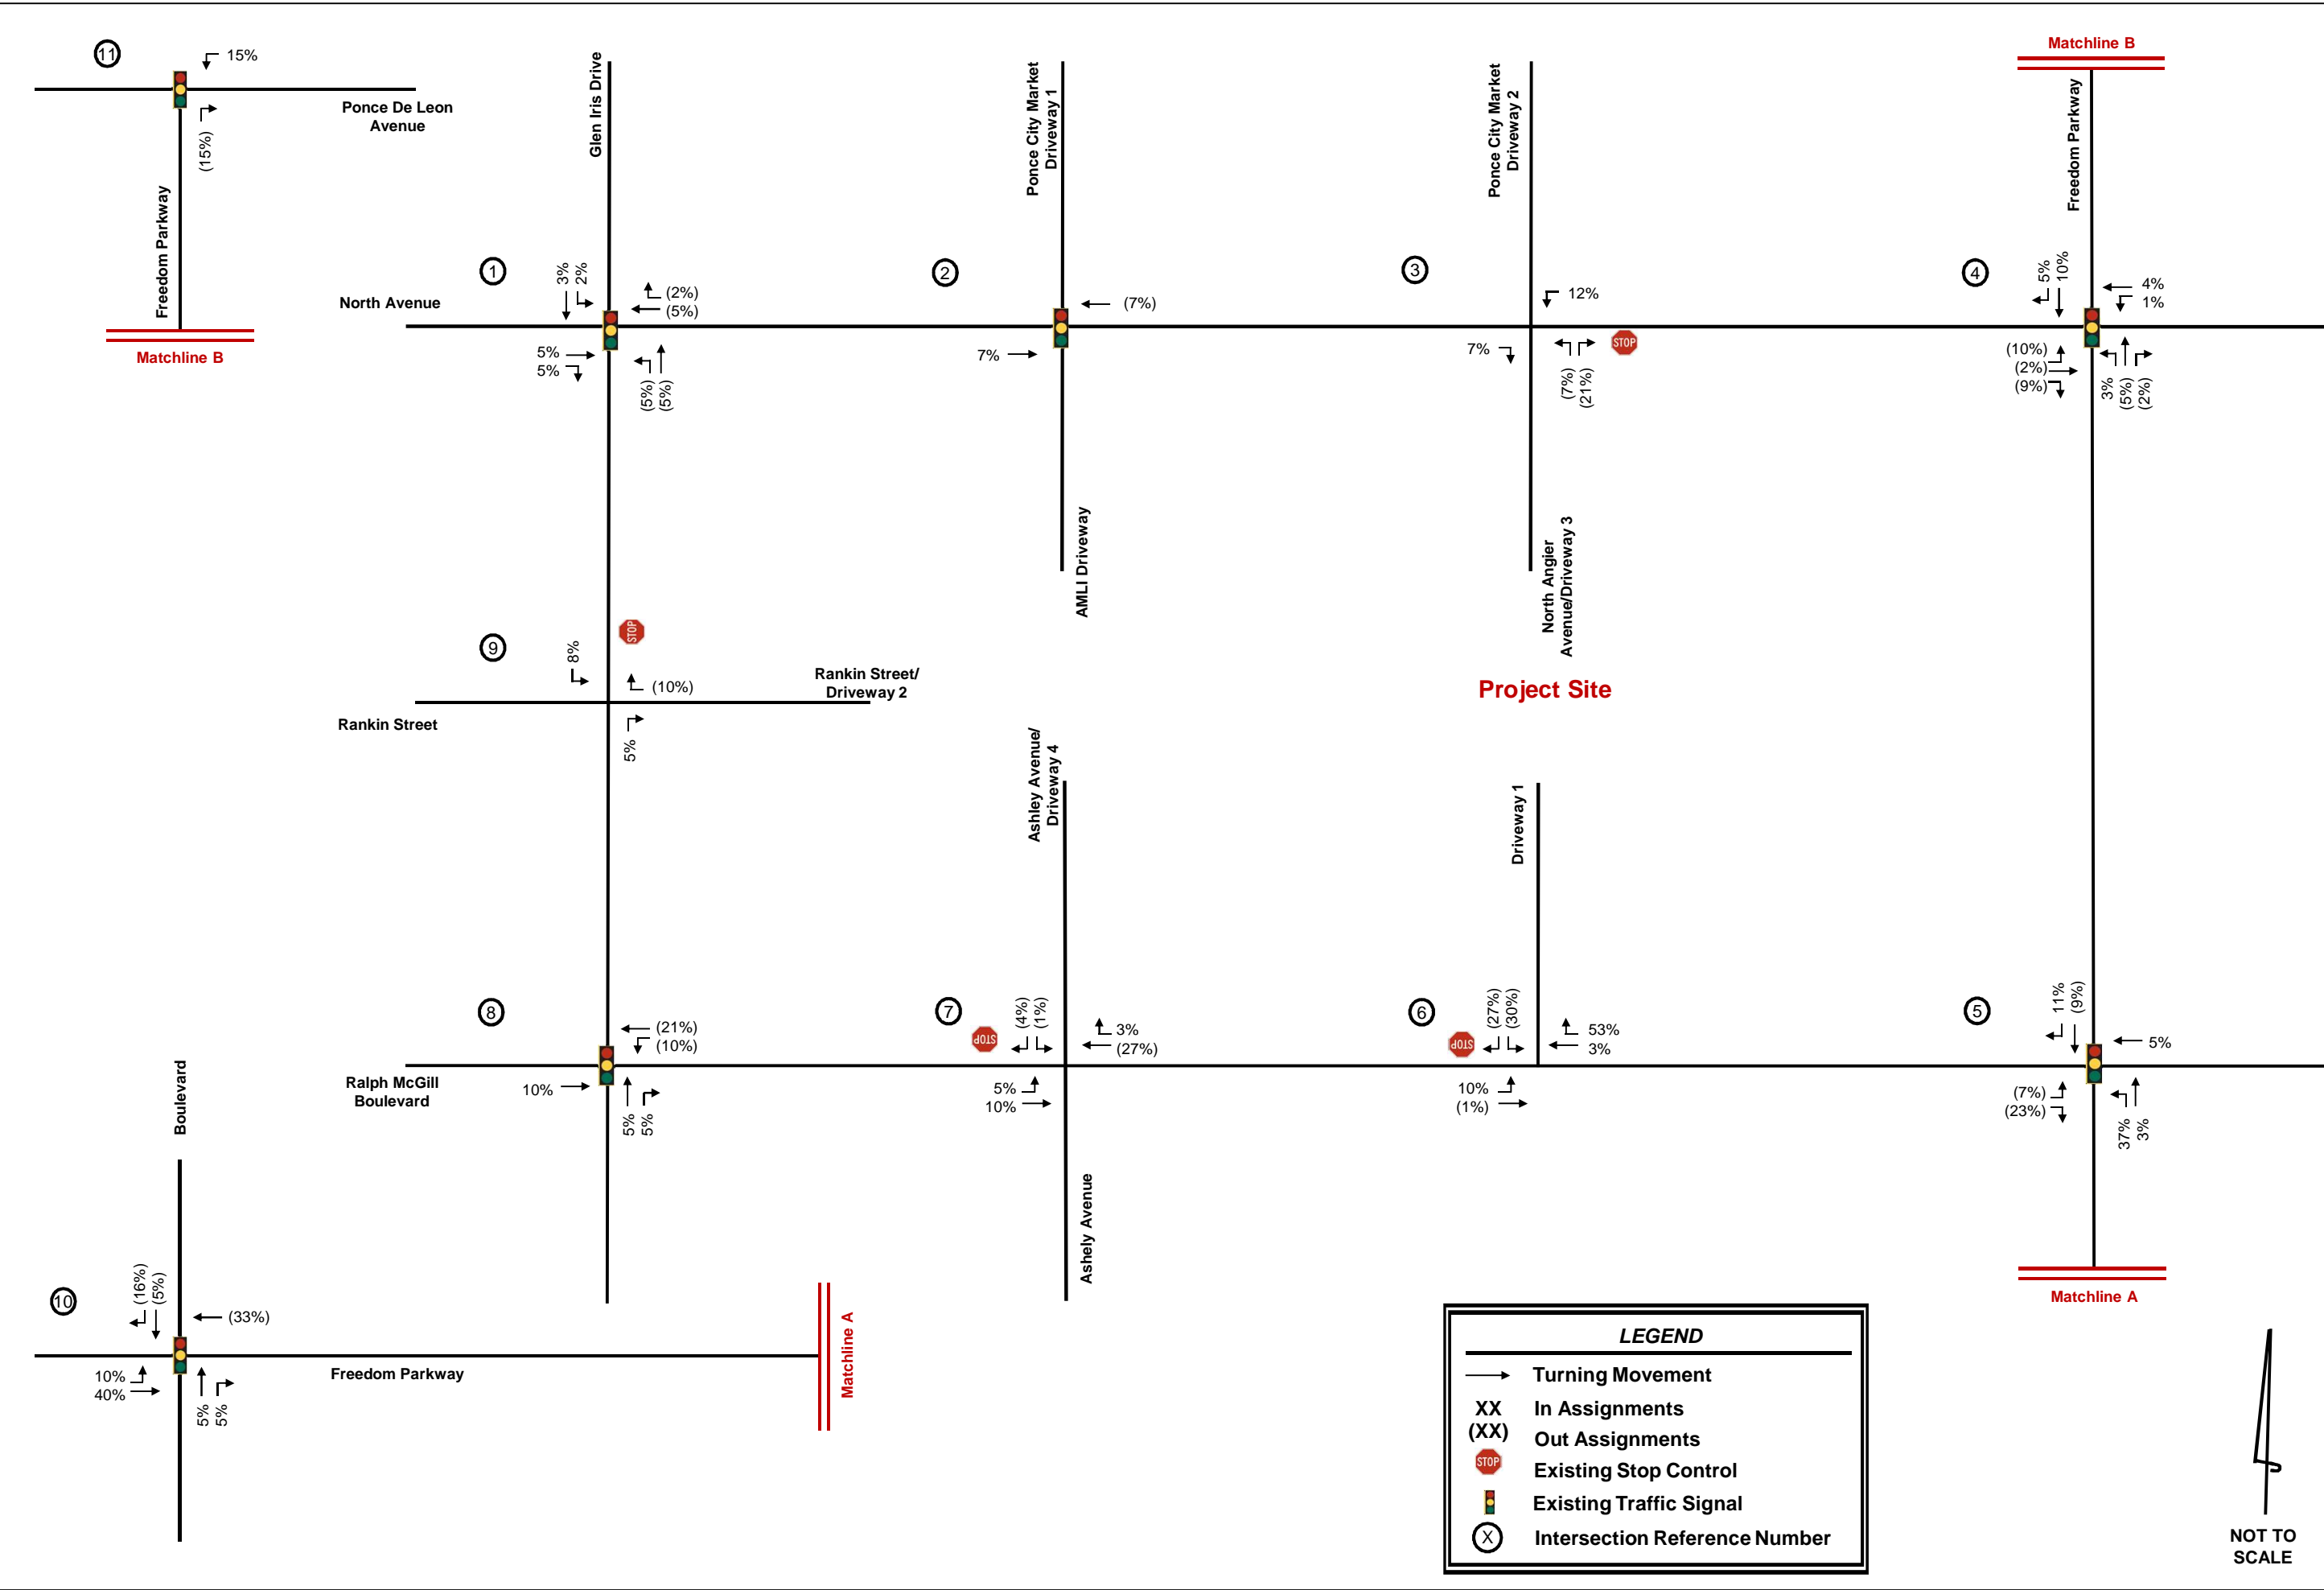 11
15%
Ponce De Leon
Avenue
(15%)
Freedom Parkway
Matchline B
Glen Iris Drive
North Avenue
1
3%
2%
(2%)
(5%)
5%
5%
(5%)
(5%)
Ponce City Market
Driveway 1
2
(7%)
7%
AMLI Driveway
Ponce City Market
Driveway 2
3
12%
7%
STOP
(7%)
(21%)
North Angier
Avenue/Driveway 3
Matchline B
Freedom Parkway
4
5%
10%
4%
1%
(10%)
(2%)
(9%)
3%
(5%)
(2%)
9
8%
STOP
(10%)
Rankin Street/
Driveway 2
Rankin Street
5%
Project Site
Ashley Avenue/
Driveway 4
Driveway 1
8
(21%)
(10%)
Ralph McGill
Boulevard
10%
5%
5%
7
STOP
(4%)
(1%)
3%
(27%)
5%
10%
Ashely Avenue
6
STOP
(27%)
(30%)
53%
3%
10%
(1%)
5
11%
(9%)
5%
(7%)
(23%)
37%
3%
Matchline A
Boulevard
10
(16%)
(5%)
(33%)
10%
40%
5%
5%
Freedom Parkway
Matchline A
LEGEND
Turning Movement
XX In Assignments
(XX) Out Assignments
STOP Existing Stop Control
Existing Traffic Signal
X Intersection Reference Number
NOT TO
SCALE